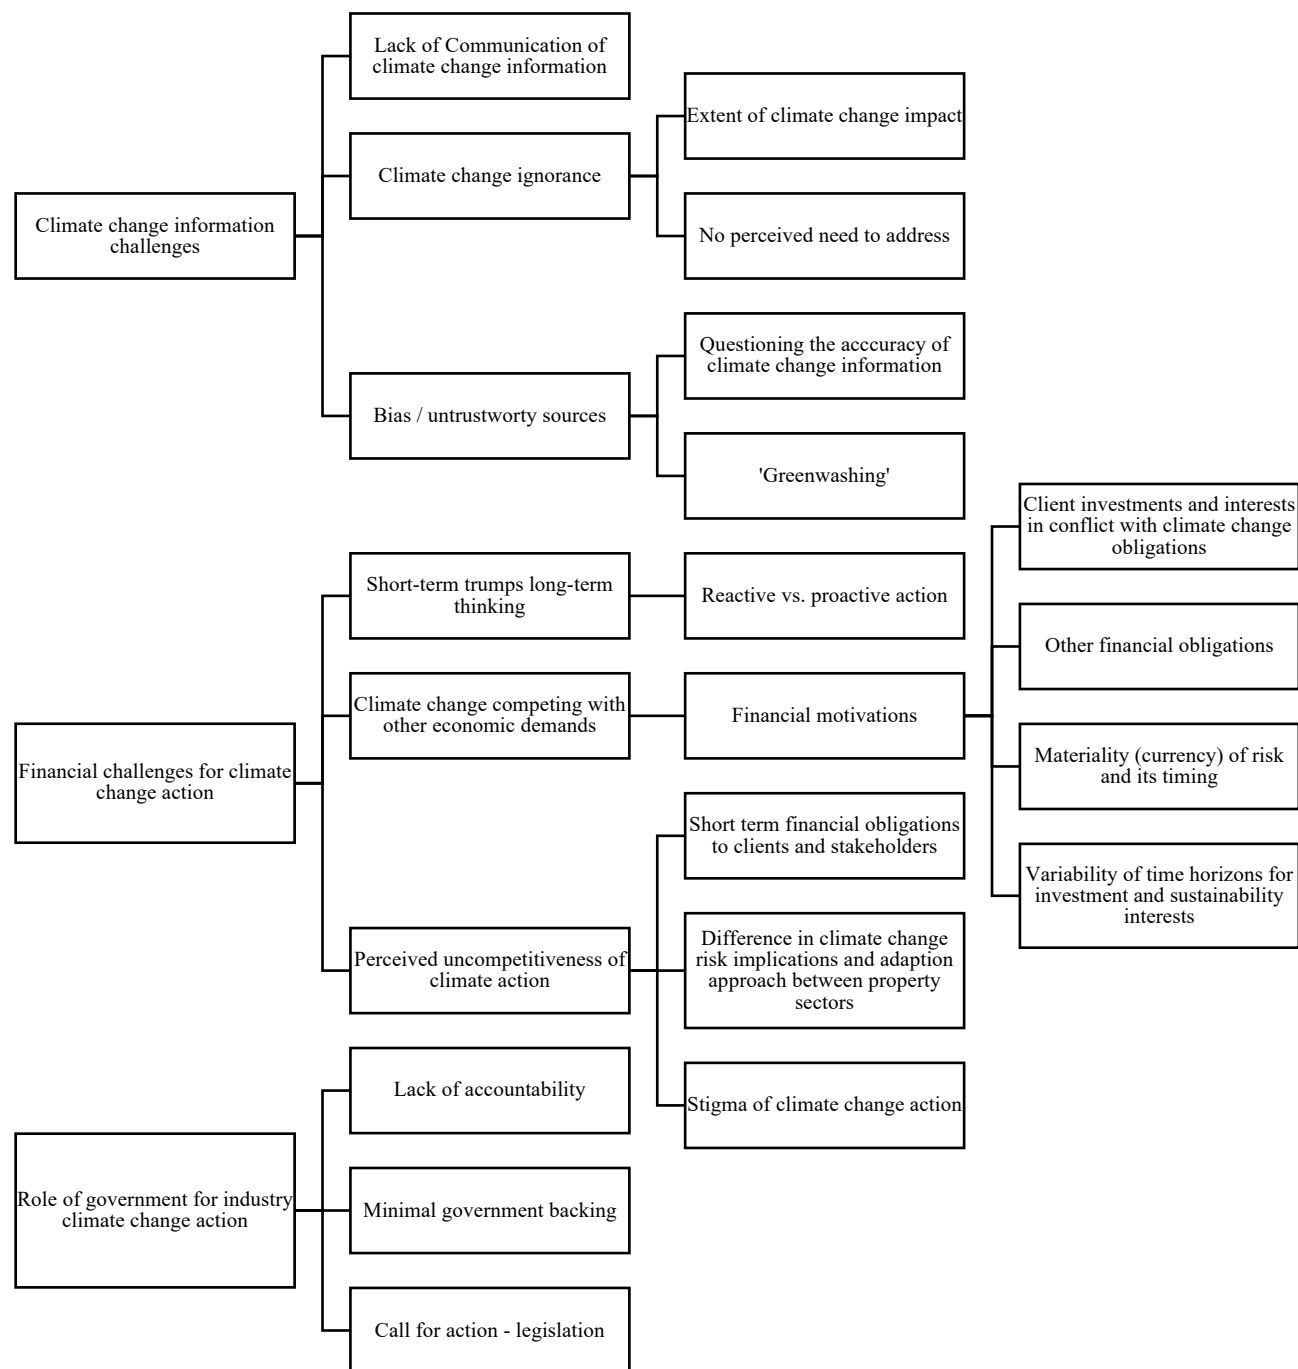 Climate change information
challenges
Lack of Communication of
climate change information
Climate change ignorance
Extent of climate change impact
No perceived need to address
Bias / untrustworty sources
Questioning the acccuracy of
climate change information
'Greenwashing'
Financial challenges for climate
change action
Short-term trumps long-term
thinking
Reactive vs. proactive action
Climate change competing with
other economic demands
Financial motivations
Client investments and interests
in conflict with climate change
obligations
Other financial obligations
Materiality (currency) of risk
and its timing
Variability of time horizons for
investment and sustainability
interests
Perceived uncompetitiveness of
climate action
Short term financial obligations
to clients and stakeholders
Difference in climate change
risk implications and adaption
approach between property
sectors
Stigma of climate change action
Role of government for industry
climate change action
Lack of accountability
Minimal government backing
Call for action - legislation